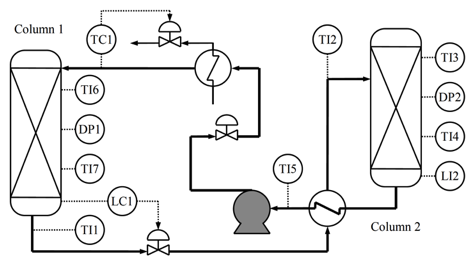 Column 1
TC1
TI2
TI3
TI6
DP2
DP1
TI4
TI7
TI5
LI2
LC1
TI1
Column 2